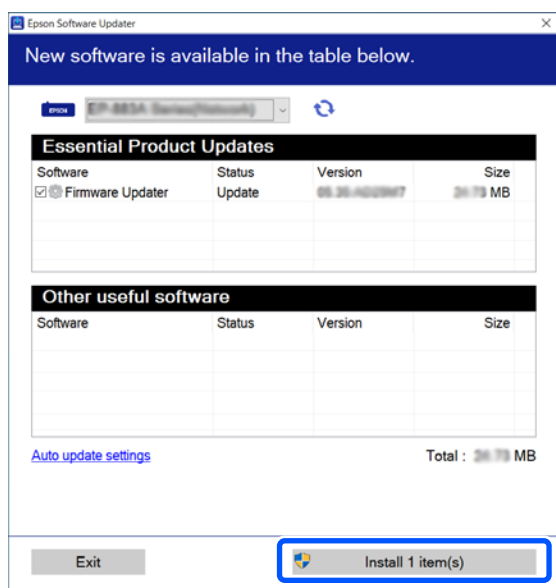 Epson Software Updater
New software is available in the table below.
EPSON
Essential Product Updates
Software Status Version Size
Firmware Updater Update MB
Other useful software
Software Status Version Size
Auto update settings Total : MB
Exit Install 1 item(s)